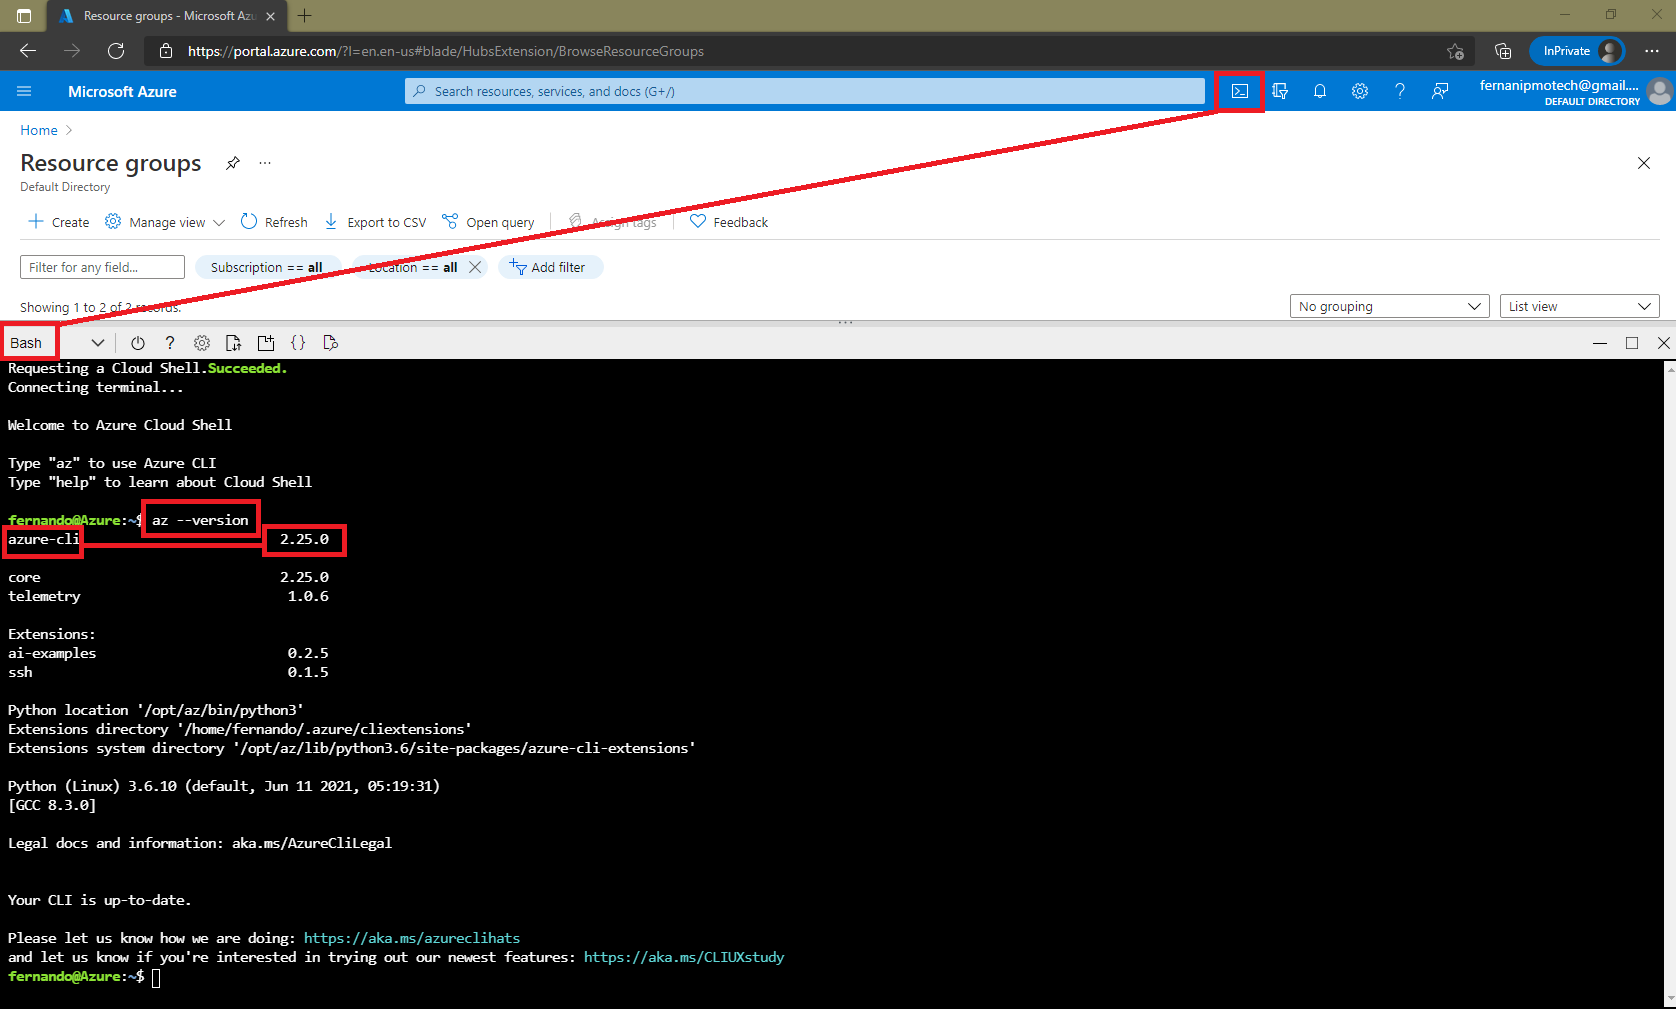 Resource groups - Microsoft Az
https://portal.azure.com/?l=en.en-us#blade/HubsExtension/BrowseResourceGroups
InPrivate
Microsoft Azure
Search resources, services, and docs (G+/)
fernanipmotech@gmail....
DEFAULT DIRECTORY
Home >
Resource groups
Default Directory
Create Manage view Refresh Export to CSV Open query Assign tags Feedback
Filter for any field... Subscription == all Location == all Add filter
Showing 1 to 2 of 2 records.
No grouping List view
Bash
Requesting a Cloud Shell.Succeeded.
Connecting terminal...
Welcome to Azure Cloud Shell
Type "az" to use Azure CLI
Type "help" to learn about Cloud Shell
fernando@Azure:~$ az --version
azure-cli 2.25.0
core 2.25.0
telemetry 1.0.6
Extensions:
ai-examples 0.2.5
ssh 0.1.5
Python location '/opt/az/bin/python3'
Extensions directory '/home/fernando/.azure/cliextensions'
Extensions system directory '/opt/az/lib/python3.6/site-packages/azure-cli-extensions'
Python (Linux) 3.6.10 (default, Jun 11 2021, 05:19:31)
[GCC 8.3.0]
Legal docs and information: aka.ms/AzureCliLegal
Your CLI is up-to-date.
Please let us know how we are doing: https://aka.ms/azureclihats
and let us know if you're interested in trying out our newest features: https://aka.ms/CLIUXstudy
fernando@Azure:~$